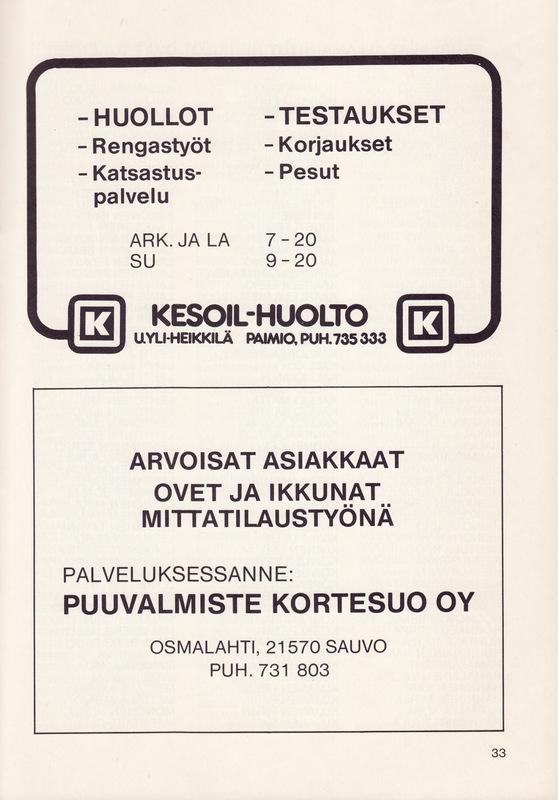 - HUOLLOT
- Rengastyöt
- Katsastus-
palvelu
- TESTAUKSET
- Korjaukset
- Pesut
ARK. JA LA 7 - 20
SU 9 - 20
K KESOIL-HUOLTO K
U.YLI-HEIKKILÄ PAIMIO, PUH. 735 333
ARVOISAT ASIAKKAAT
OVET JA IKKUNAT
MITTATILAUSTYÖNÄ
PALVELUKSESSANNE:
PUUVALMISTE KORTESUO OY
OSMALAHTI, 21570 SAUVO
PUH. 731 803
33